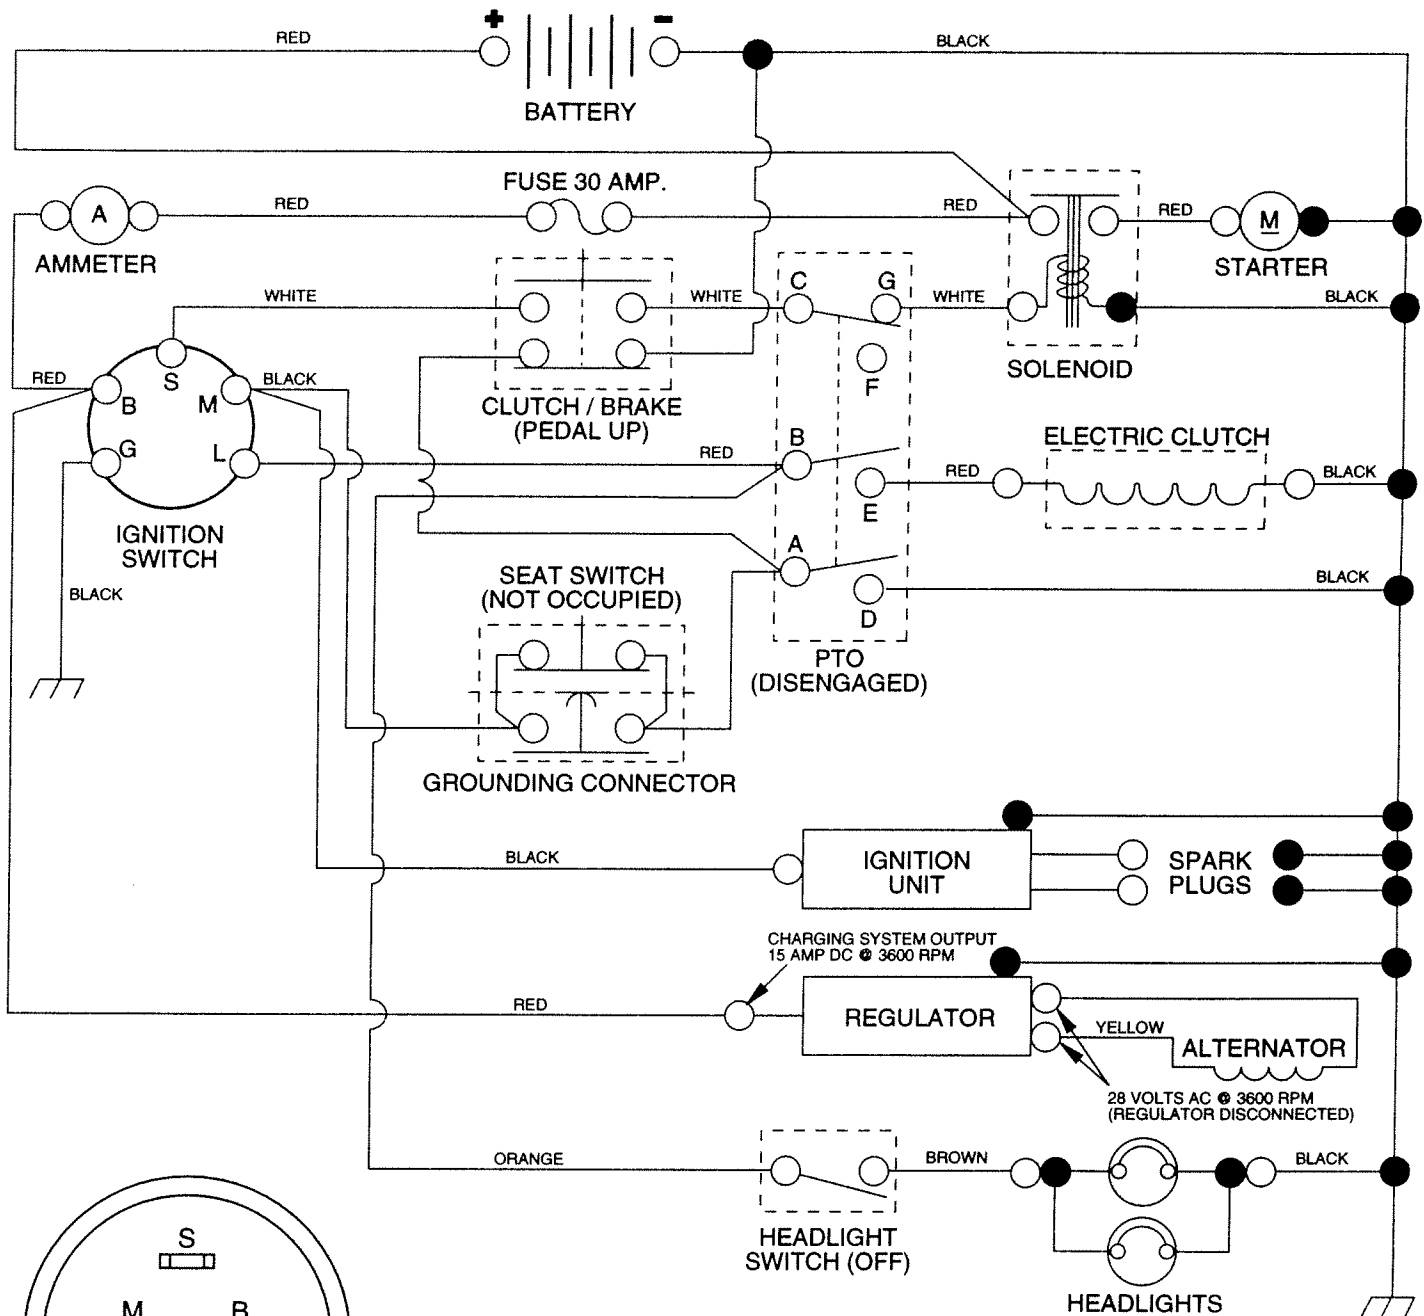 + −
RED
BLACK
BATTERY
FUSE 30 AMP.
A
RED
RED
RED
M
AMMETER
STARTER
WHITE
WHITE
C
G
WHITE
BLACK
S
F
SOLENOID
RED
B
M
BLACK
CLUTCH / BRAKE
(PEDAL UP)
G
L
RED
B
E
RED
ELECTRIC CLUTCH
BLACK
IGNITION
SWITCH
A
BLACK
SEAT SWITCH
(NOT OCCUPIED)
D
BLACK
PTO
(DISENGAGED)
GROUNDING CONNECTOR
BLACK
IGNITION
UNIT
SPARK
PLUGS
CHARGING SYSTEM OUTPUT
15 AMP DC @ 3600 RPM
RED
REGULATOR
YELLOW
ALTERNATOR
28 VOLTS AC @ 3600 RPM
(REGULATOR DISCONNECTED)
ORANGE
BROWN
BLACK
HEADLIGHT
SWITCH (OFF)
HEADLIGHTS
S
M B